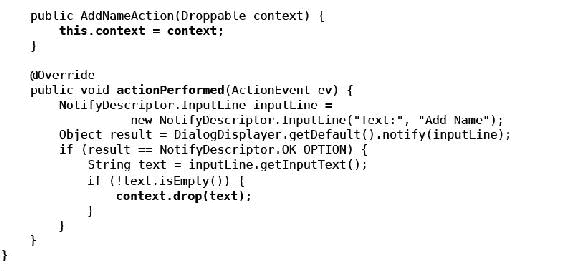 public AddNameAction(Droppable context) {
this.context = context;
}
@Override
public void actionPerformed(ActionEvent ev) {
NotifyDescriptor.InputLine inputLine =
new NotifyDescriptor.InputLine("Text:", "Add Name");
Object result = DialogDisplayer.getDefault().notify(inputLine);
if (result == NotifyDescriptor.OK_OPTION) {
String text = inputLine.getInputText();
if (!text.isEmpty()) {
context.drop(text);
}
}
}
}